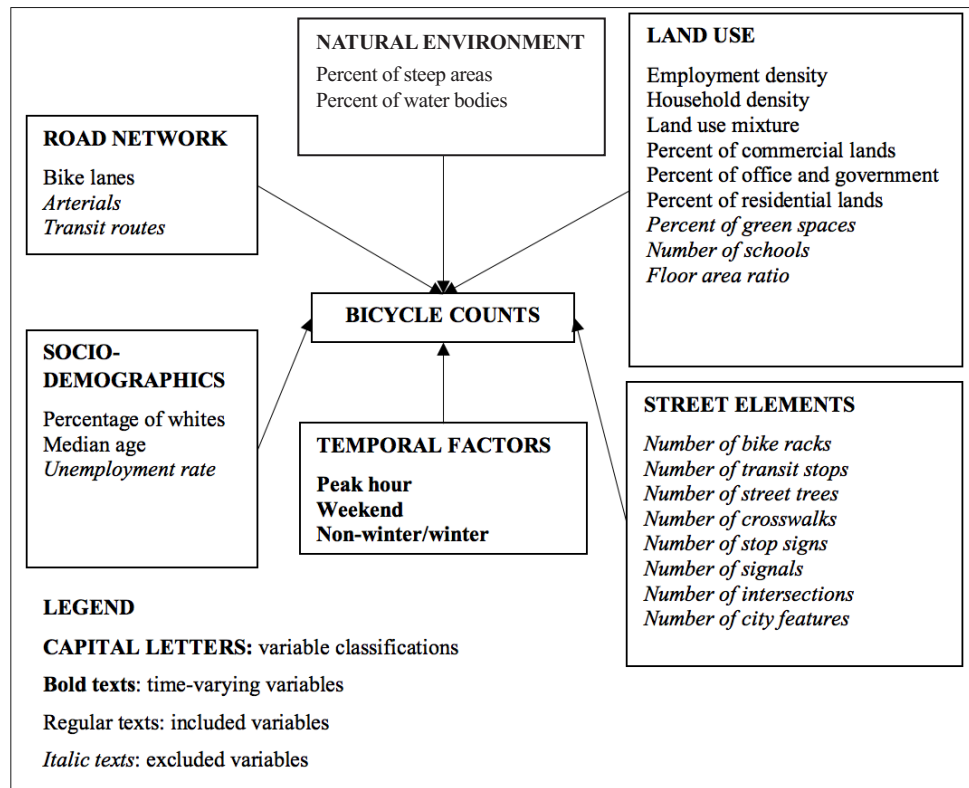 NATURAL ENVIRONMENT
Percent of steep areas
Percent of water bodies
LAND USE
Employment density
Household density
Land use mixture
Percent of commercial lands
Percent of office and government
Percent of residential lands
Percent of green spaces
Number of schools
Floor area ratio
ROAD NETWORK
Bike lanes
Arterials
Transit routes
BICYCLE COUNTS
SOCIO-
DEMOGRAPHICS
Percentage of whites
Median age
Unemployment rate
TEMPORAL FACTORS
Peak hour
Weekend
Non-winter/winter
STREET ELEMENTS
Number of bike racks
Number of transit stops
Number of street trees
Number of crosswalks
Number of stop signs
Number of signals
Number of intersections
Number of city features
LEGEND
CAPITAL LETTERS: variable classifications
Bold texts: time-varying variables
Regular texts: included variables
Italic texts: excluded variables